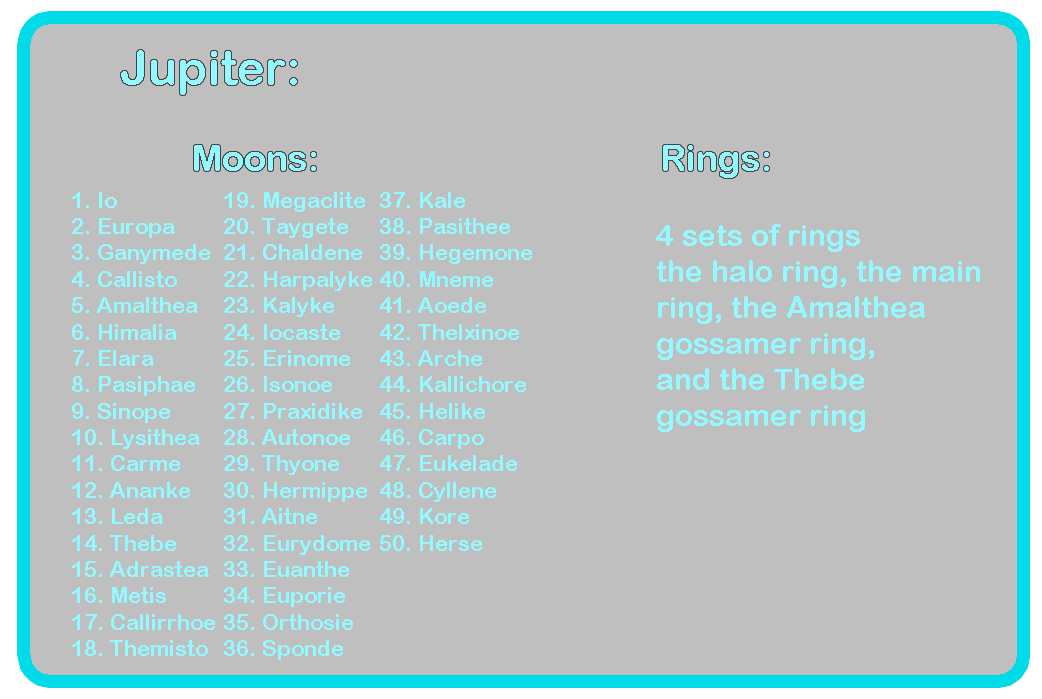 Jupiter:
Moons:
1. Io
2. Europa
3. Ganymede
4. Callisto
5. Amalthea
6. Himalia
7. Elara
8. Pasiphae
9. Sinope
10. Lysithea
11. Carme
12. Ananke
13. Leda
14. Thebe
15. Adrastea
16. Metis
17. Callirrhoe
18. Themisto
19. Megaclite
20. Taygete
21. Chaldene
22. Harpalyke
23. Kalyke
24. Iocaste
25. Erinome
26. Isonoe
27. Praxidike
28. Autonoe
29. Thyone
30. Hermippe
31. Aitne
32. Eurydome
33. Euanthe
34. Euporie
35. Orthosie
36. Sponde
37. Kale
38. Pasithee
39. Hegemone
40. Mneme
41. Aoede
42. Thelxinoe
43. Arche
44. Kallichore
45. Helike
46. Carpo
47. Eukelade
48. Cyllene
49. Kore
50. Herse
Rings:
4 sets of rings
the halo ring, the main
ring, the Amalthea
gossamer ring,
and the Thebe
gossamer ring